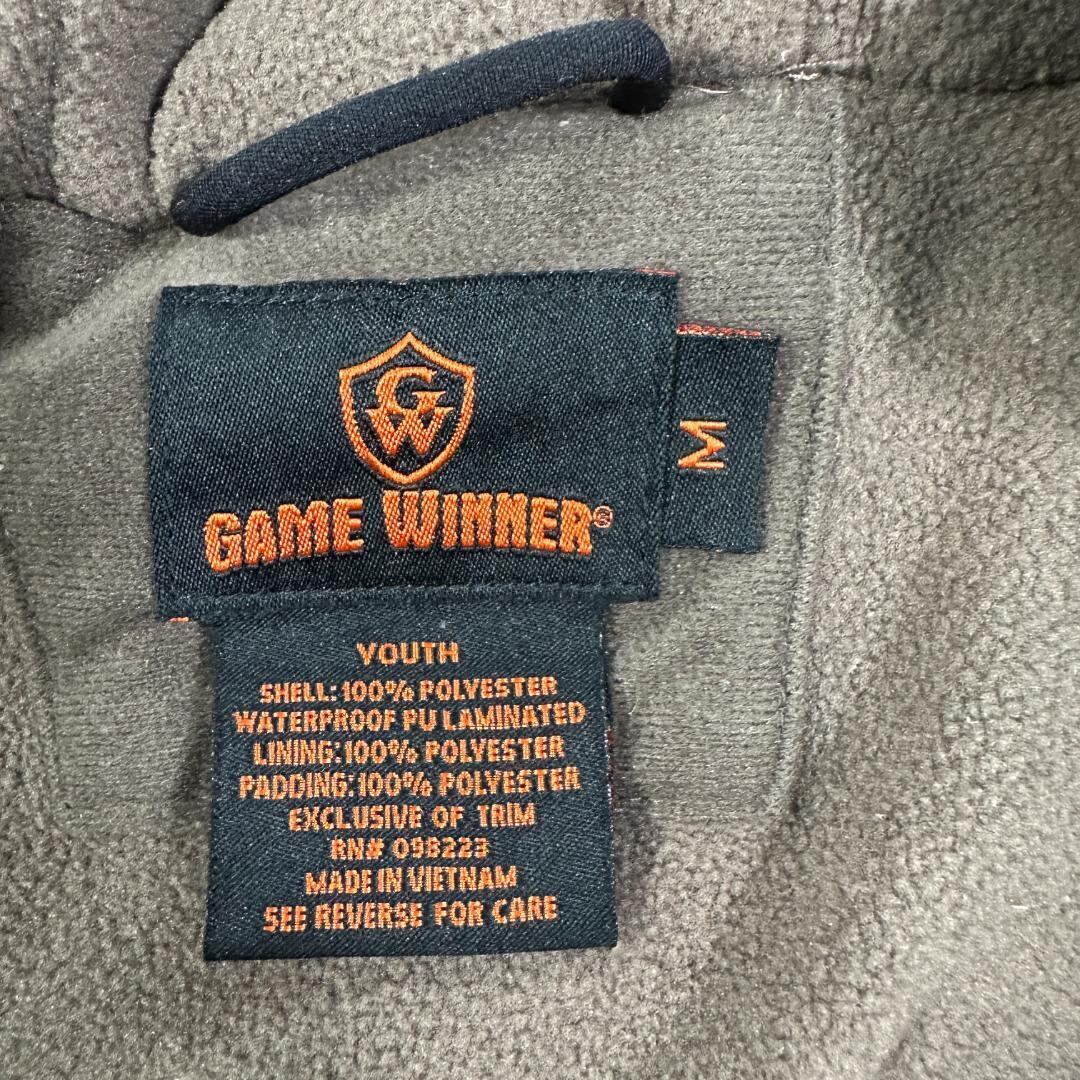 GW
GAME WINNER®
M
YOUTH
SHELL: 100% POLYESTER
WATERPROOF PU LAMINATED
LINING: 100% POLYESTER
PADDING: 100% POLYESTER
EXCLUSIVE OF TRIM
RN# 098223
MADE IN VIETNAM
SEE REVERSE FOR CARE